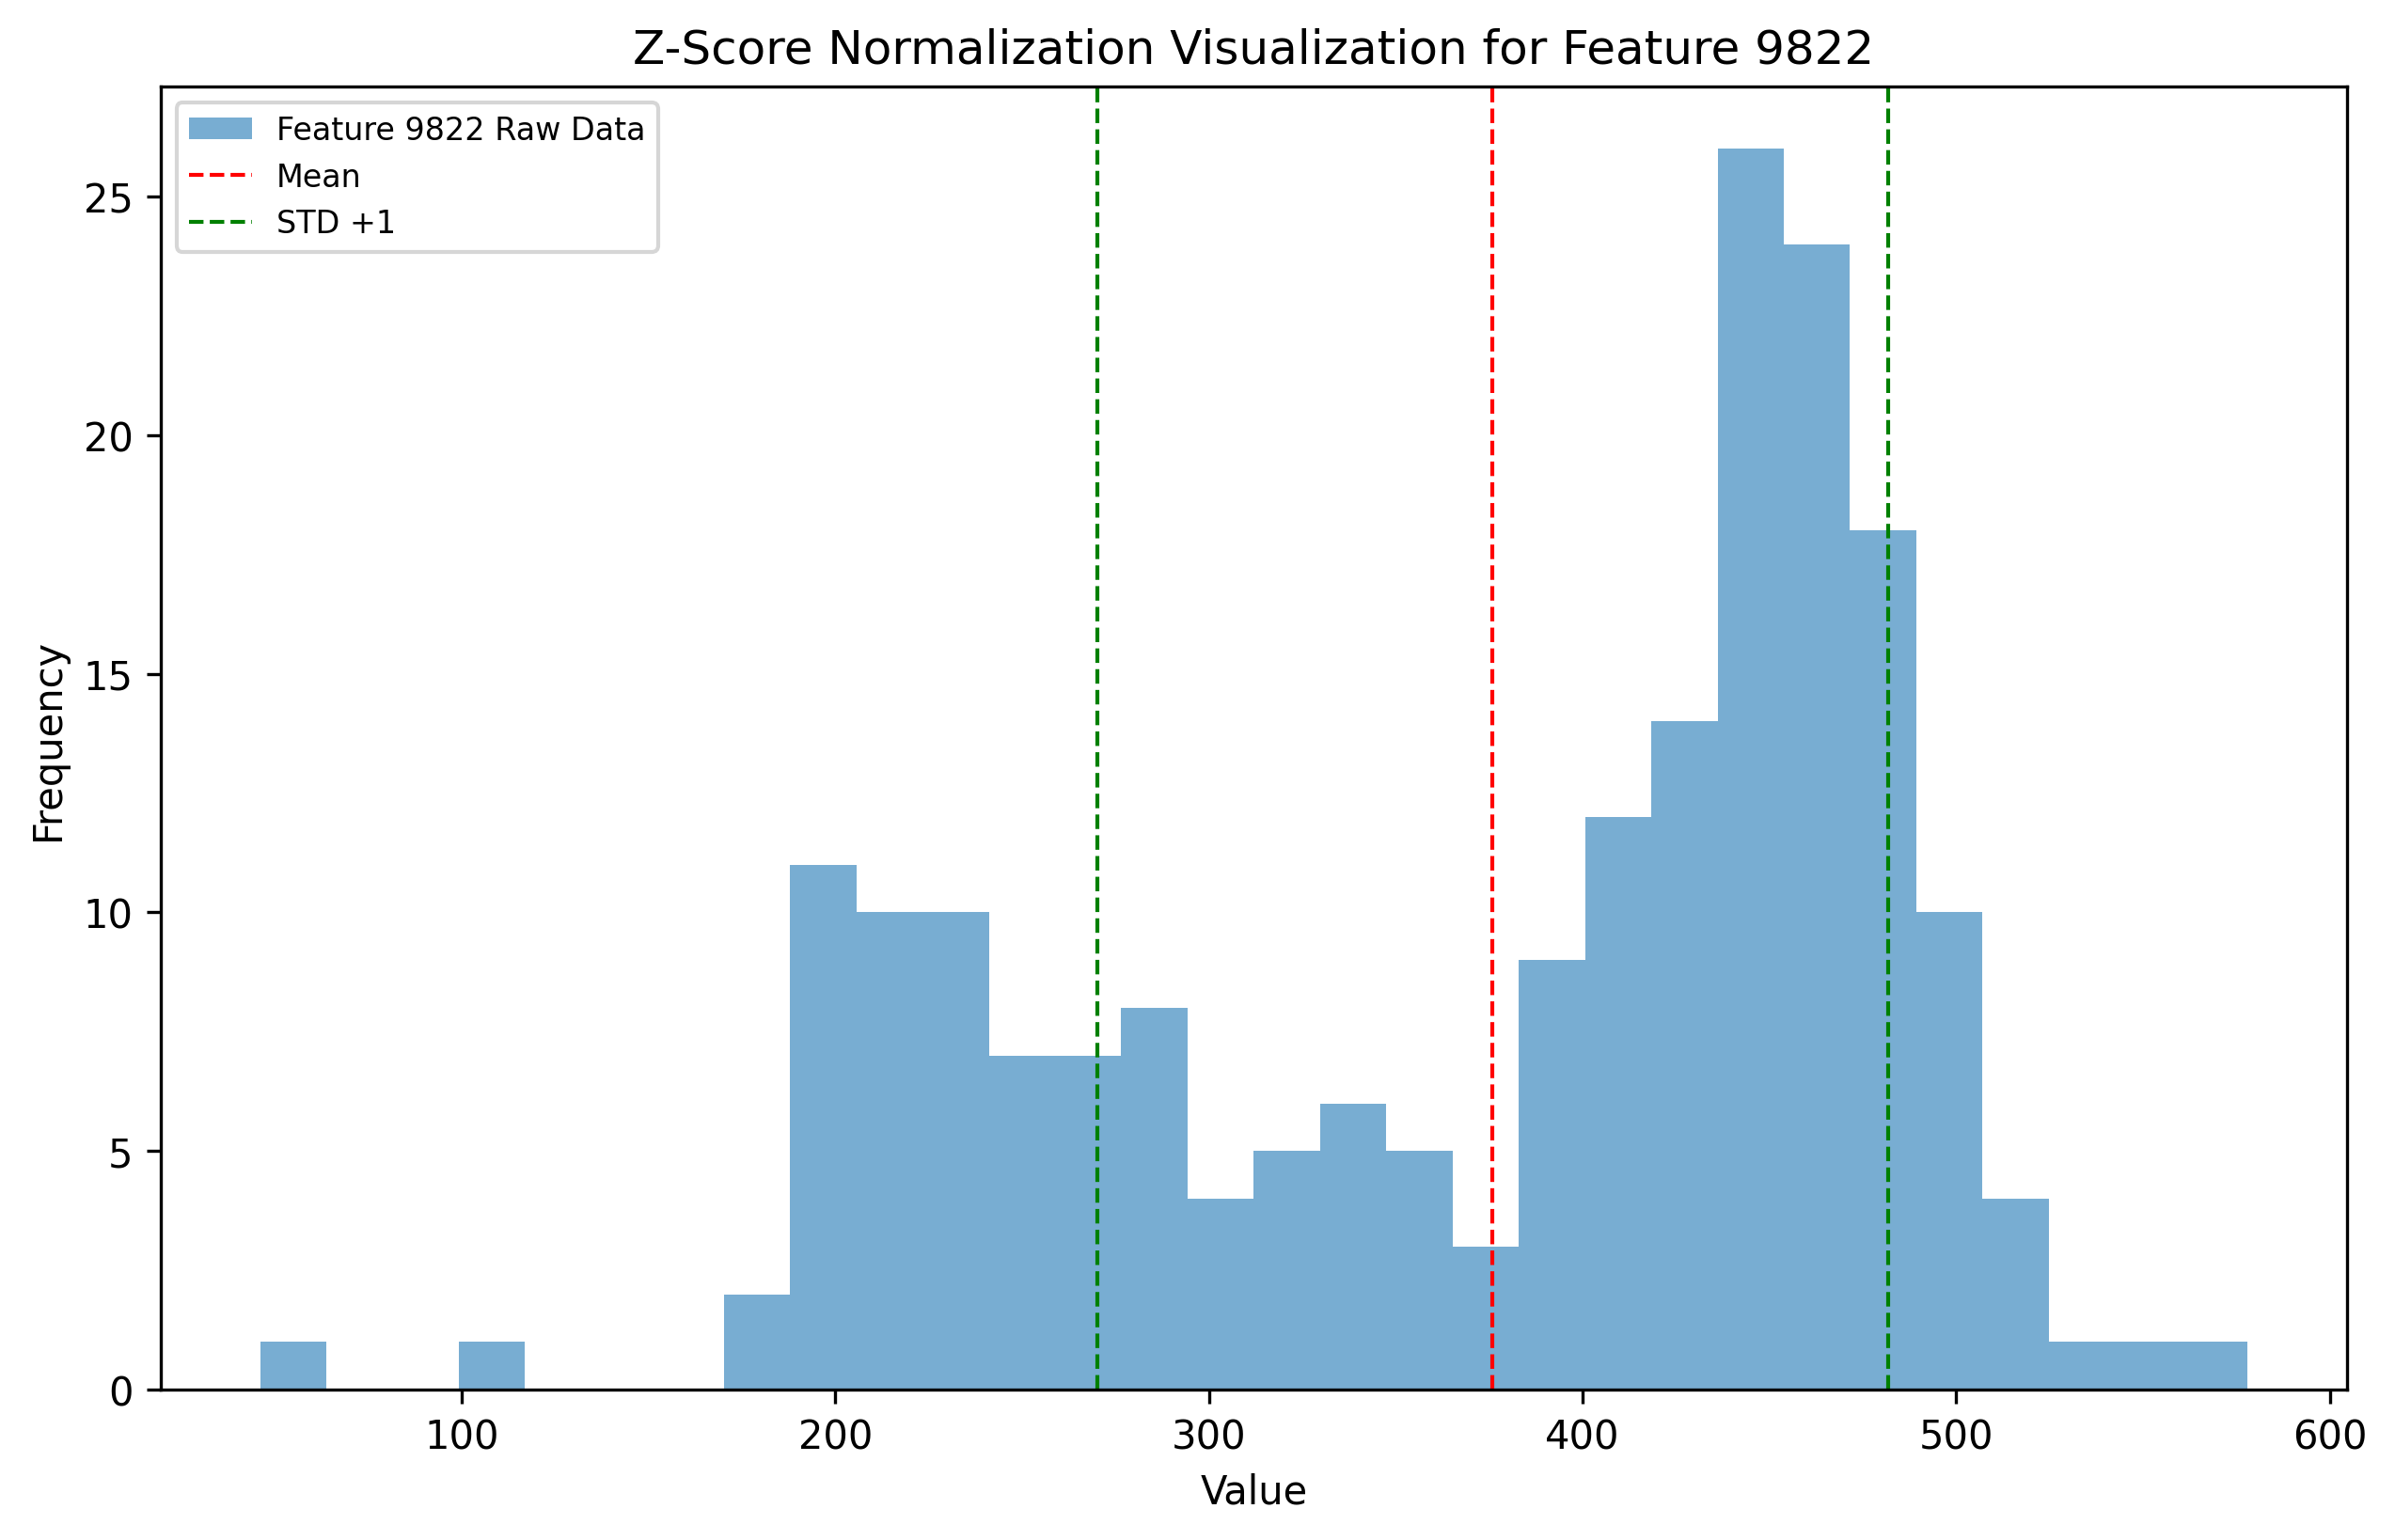 Z-Score Normalization Visualization for Feature 9822
Feature 9822 Raw Data
Mean
STD +1
Frequency
25
20
15
10
5
0
100 200 300 400 500 600
Value